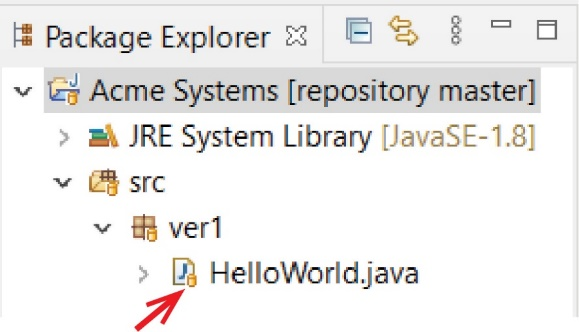 Package Explorer
Acme Systems [repository master]
JRE System Library [JavaSE-1.8]
src
ver1
HelloWorld.java